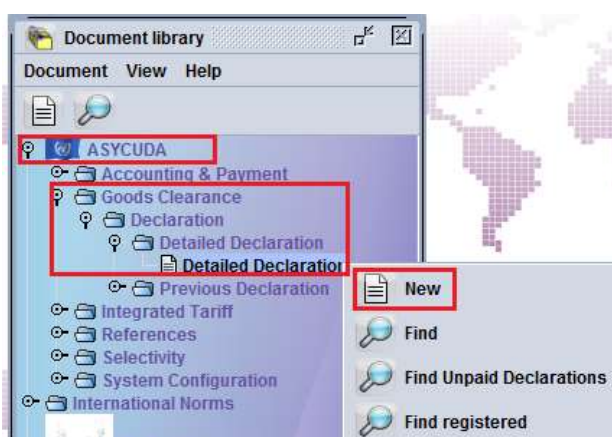 Document library
Document View Help
ASYCUDA
Accounting & Payment
Goods Clearance
Declaration
Detailed Declaration
Detailed Declaration
Previous Declaration
Integrated Tariff
References
Selectivity
System Configuration
International Norms
New
Find
Find Unpaid Declarations
Find registered